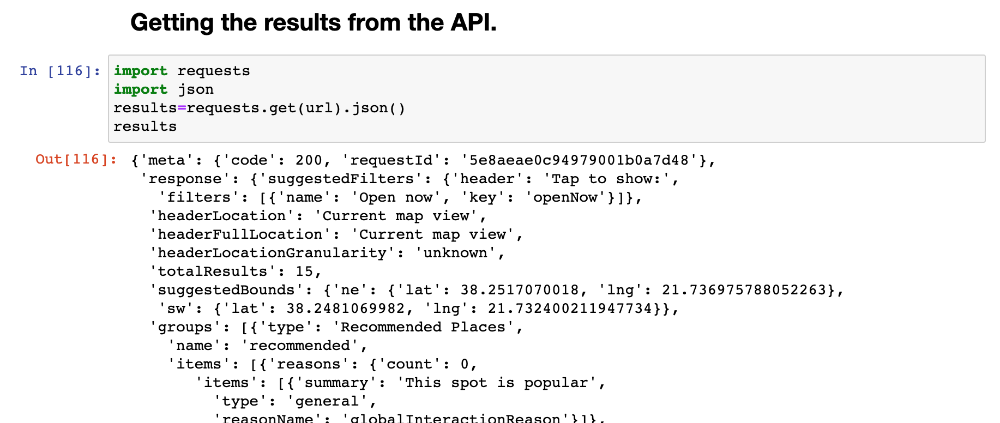 Getting the results from the API.
In [116]:
import requests
import json
results=requests.get(url).json()
results
Out[116]:
{'meta': {'code': 200, 'requestId': '5e8aeae0c94979001b0a7d48'},
'response': {'suggestedFilters': {'header': 'Tap to show:',
'filters': [{'name': 'Open now', 'key': 'openNow'}]},
'headerLocation': 'Current map view',
'headerFullLocation': 'Current map view',
'headerLocationGranularity': 'unknown',
'totalResults': 15,
'suggestedBounds': {'ne': {'lat': 38.2517070018, 'lng': 21.736975788052263},
'sw': {'lat': 38.2481069982, 'lng': 21.732400211947734}},
'groups': [{'type': 'Recommended Places',
'name': 'recommended',
'items': [{'reasons': {'count': 0,
'items': [{'summary': 'This spot is popular',
'type': 'general',
'reasonName': 'globalInteractionReason'}]},